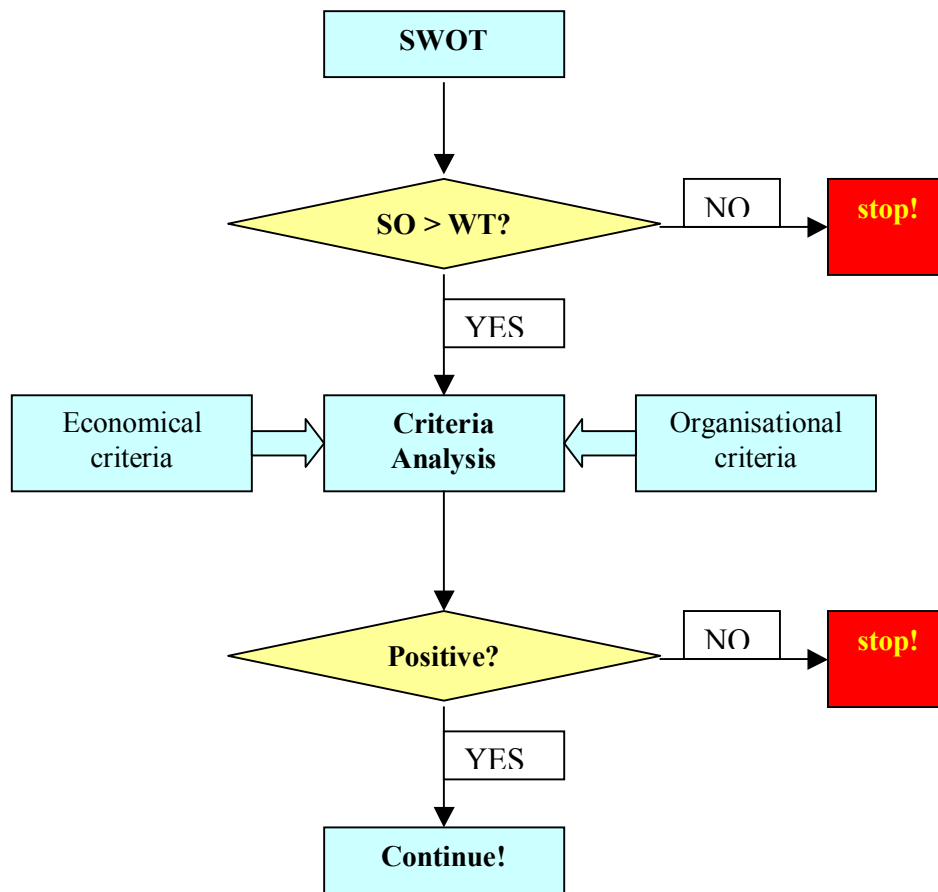 SWOT
SO > WT?
NO
stop!
YES
Economical
criteria
Criteria
Analysis
Organisational
criteria
Positive?
NO
stop!
YES
Continue!